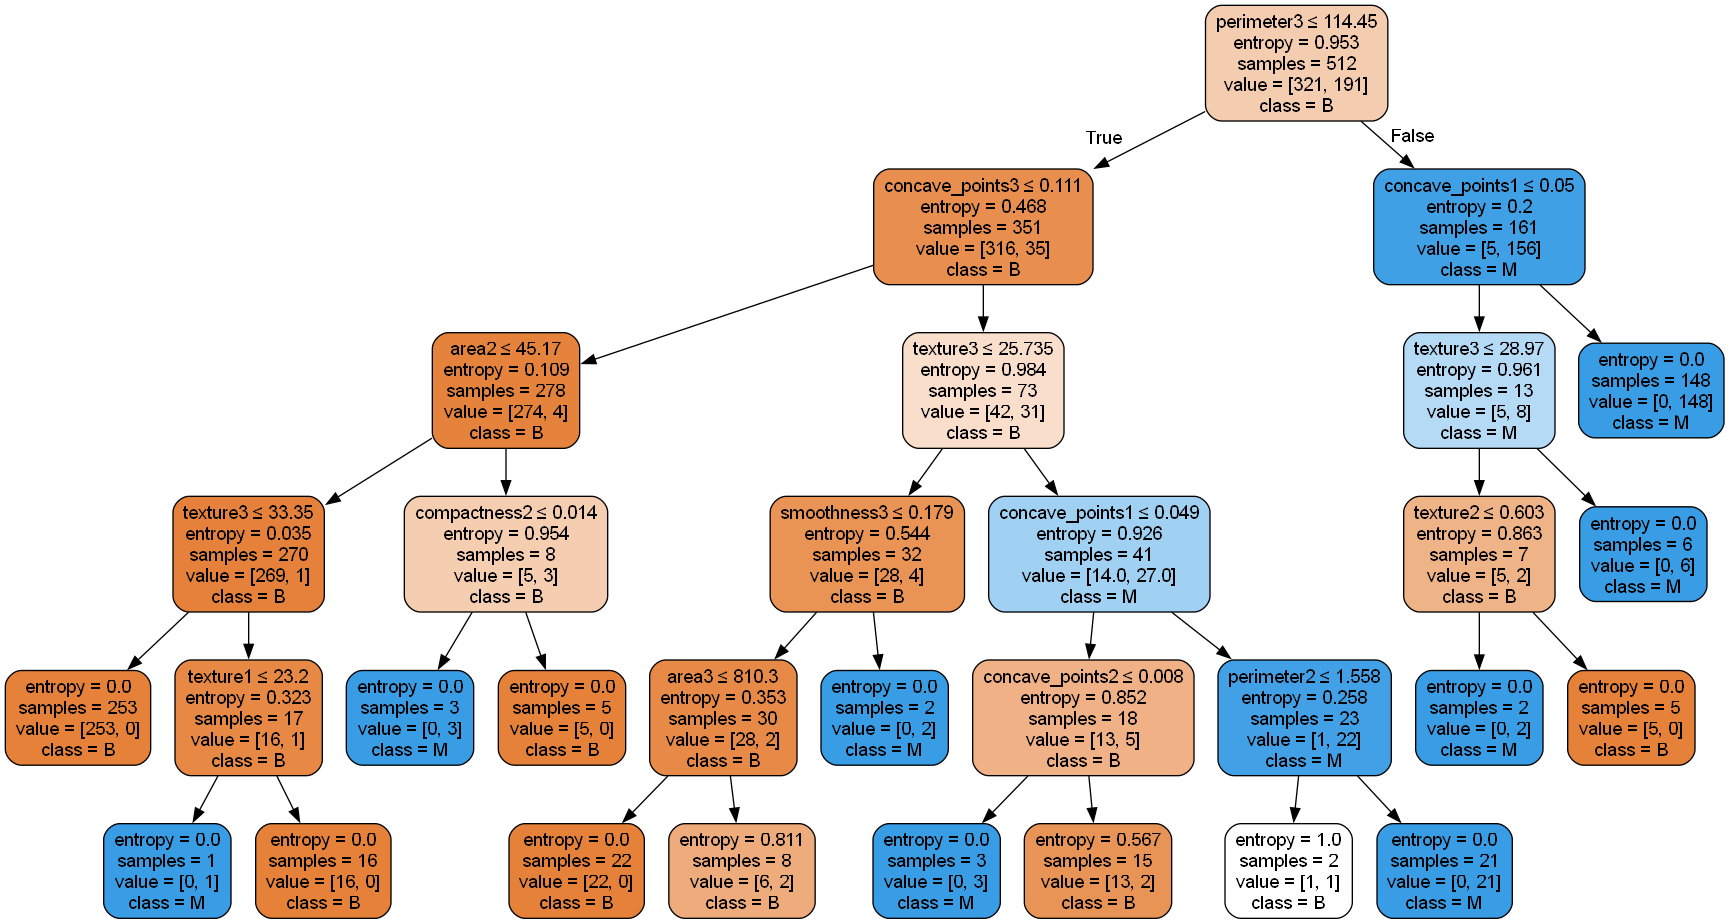 perimeter3 ≤ 114.45
entropy = 0.953
samples = 512
value = [321, 191]
class = B
True
False
concave_points3 ≤ 0.111
entropy = 0.468
samples = 351
value = [316, 35]
class = B
concave_points1 ≤ 0.05
entropy = 0.2
samples = 161
value = [5, 156]
class = M
area2 ≤ 45.17
entropy = 0.109
samples = 278
value = [274, 4]
class = B
texture3 ≤ 25.735
entropy = 0.984
samples = 73
value = [42, 31]
class = B
texture3 ≤ 28.97
entropy = 0.961
samples = 13
value = [5, 8]
class = M
entropy = 0.0
samples = 148
value = [0, 148]
class = M
texture3 ≤ 33.35
entropy = 0.035
samples = 270
value = [269, 1]
class = B
compactness2 ≤ 0.014
entropy = 0.954
samples = 8
value = [5, 3]
class = B
smoothness3 ≤ 0.179
entropy = 0.544
samples = 32
value = [28, 4]
class = B
concave_points1 ≤ 0.049
entropy = 0.926
samples = 41
value = [14.0, 27.0]
class = M
texture2 ≤ 0.603
entropy = 0.863
samples = 7
value = [5, 2]
class = B
entropy = 0.0
samples = 6
value = [0, 6]
class = M
entropy = 0.0
samples = 253
value = [253, 0]
class = B
texture1 ≤ 23.2
entropy = 0.323
samples = 17
value = [16, 1]
class = B
entropy = 0.0
samples = 3
value = [0, 3]
class = M
entropy = 0.0
samples = 5
value = [5, 0]
class = B
area3 ≤ 810.3
entropy = 0.353
samples = 30
value = [28, 2]
class = B
entropy = 0.0
samples = 2
value = [0, 2]
class = M
concave_points2 ≤ 0.008
entropy = 0.852
samples = 18
value = [13, 5]
class = B
perimeter2 ≤ 1.558
entropy = 0.258
samples = 23
value = [1, 22]
class = M
entropy = 0.0
samples = 2
value = [0, 2]
class = M
entropy = 0.0
samples = 5
value = [5, 0]
class = B
entropy = 0.0
samples = 1
value = [0, 1]
class = M
entropy = 0.0
samples = 16
value = [16, 0]
class = B
entropy = 0.0
samples = 22
value = [22, 0]
class = B
entropy = 0.811
samples = 8
value = [6, 2]
class = B
entropy = 0.0
samples = 3
value = [0, 3]
class = M
entropy = 0.567
samples = 15
value = [13, 2]
class = B
entropy = 1.0
samples = 2
value = [1, 1]
class = B
entropy = 0.0
samples = 21
value = [0, 21]
class = M